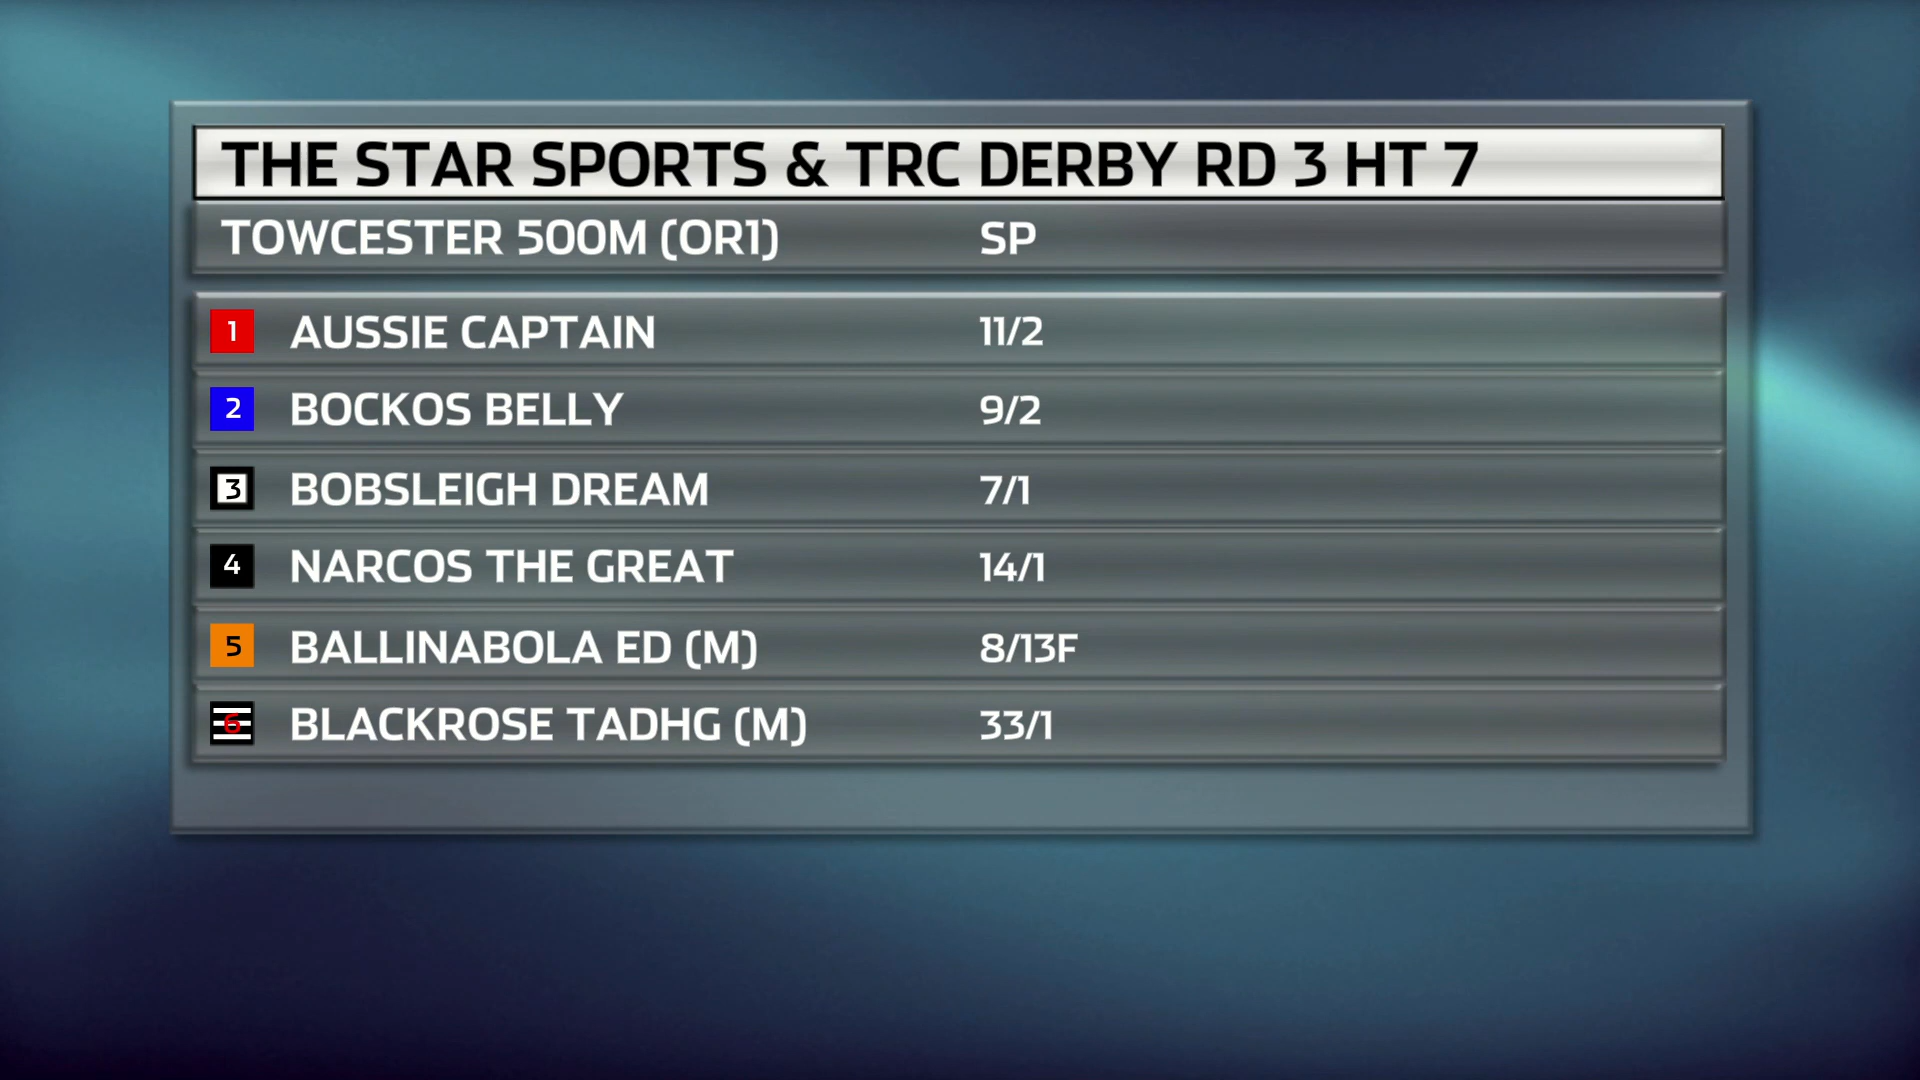 THE STAR SPORTS & TRC DERBY RD 3 HT 7
TOWCESTER 500M (OR1) SP
1 AUSSIE CAPTAIN 11/2
2 BOCKOS BELLY 9/2
3 BOBSLEIGH DREAM 7/1
4 NARCOS THE GREAT 14/1
5 BALLINABOLA ED (M) 8/13F
6 BLACKROSE TADHG (M) 33/1